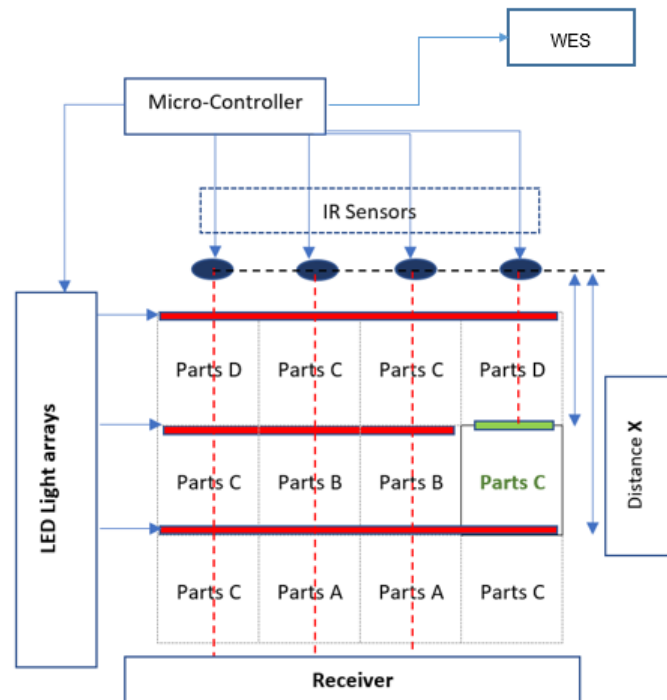 WES
Micro-Controller
IR Sensors
LED Light arrays
Parts D Parts C Parts C Parts D
Parts C Parts B Parts B Parts C
Parts C Parts A Parts A Parts C
Distance X
Receiver